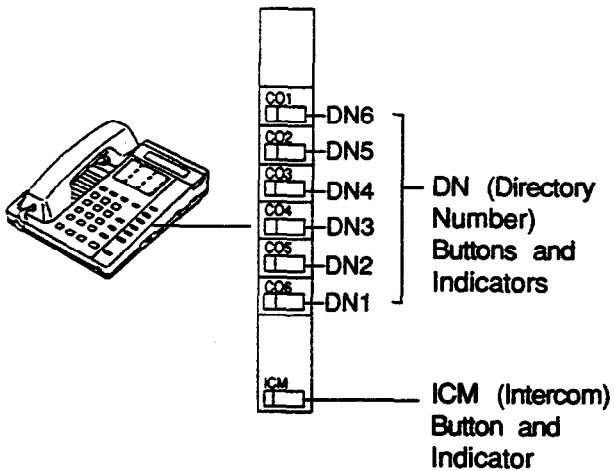 CO1
DN6
CO2
DN5
CO3
DN4
CO4
DN3
CO5
DN2
CO6
DN1
DN (Directory
Number)
Buttons and
Indicators
ICM
ICM (Intercom)
Button and
Indicator